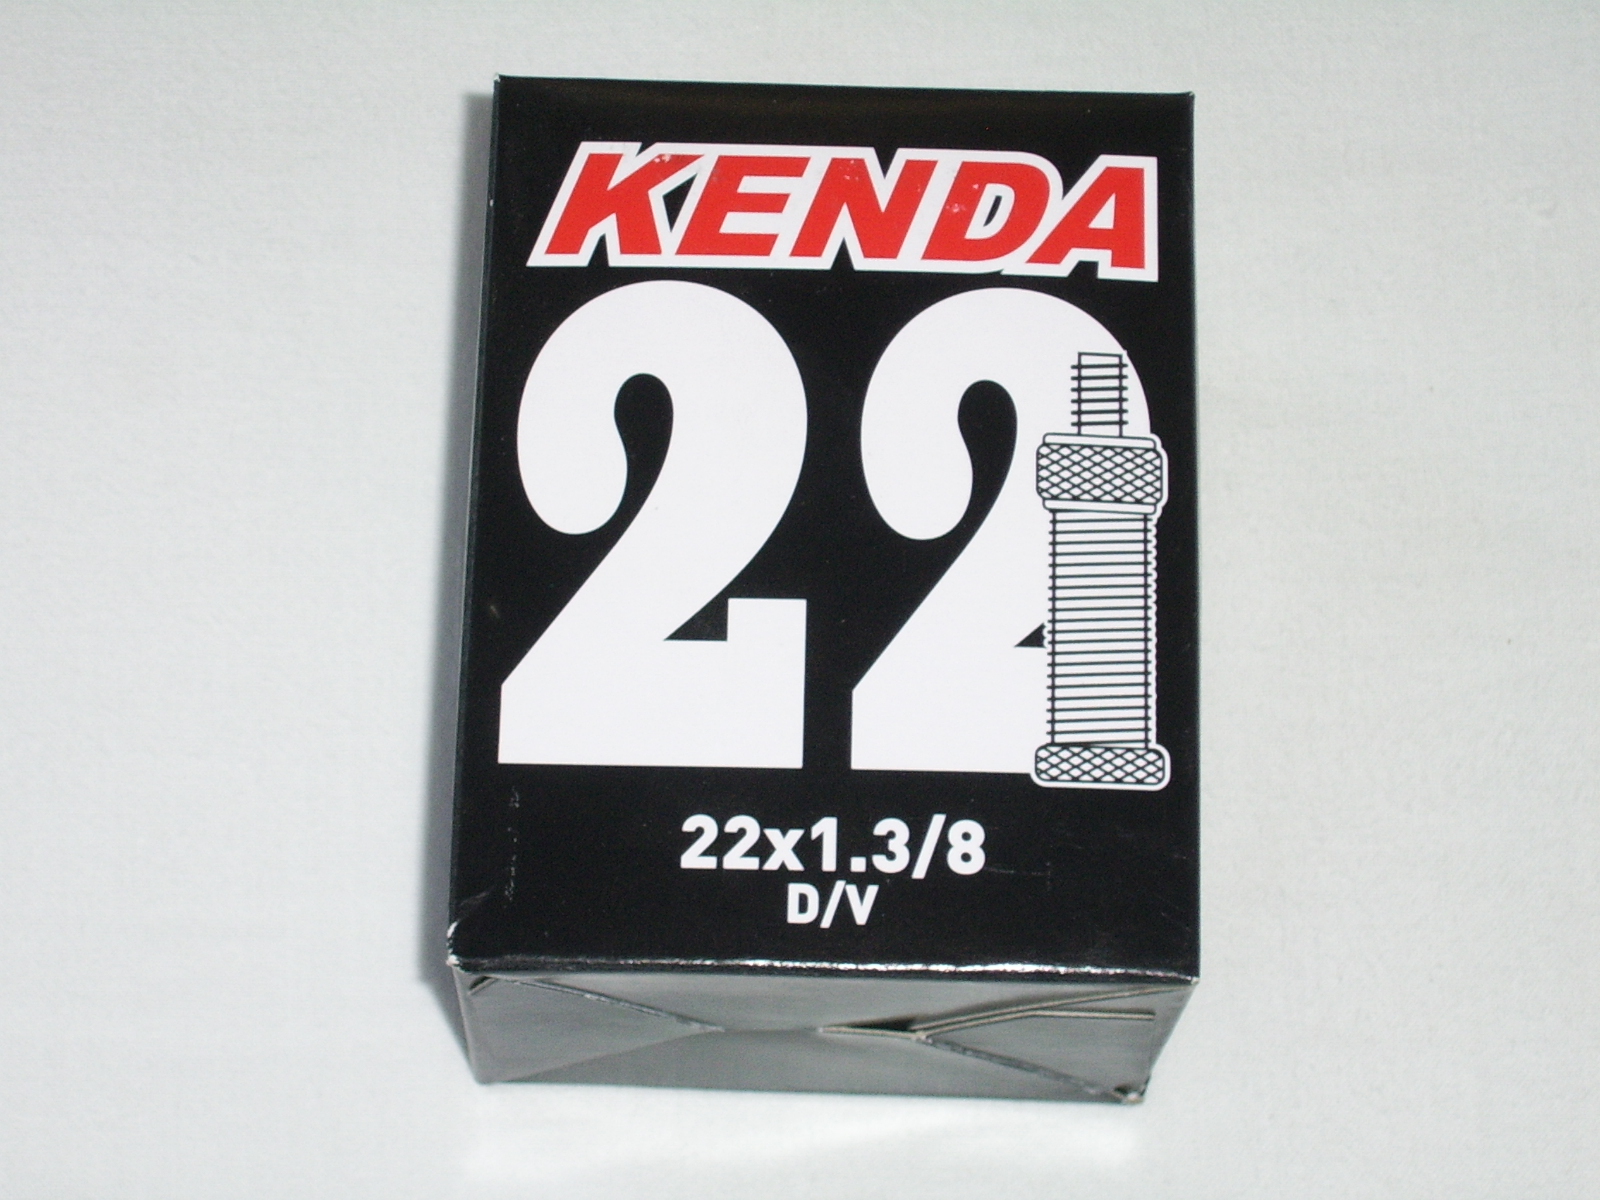 KENDA
22
22x1.3/8
D/V